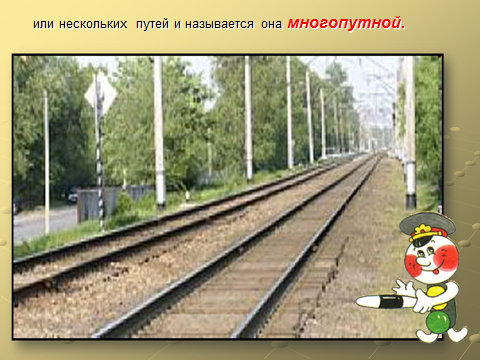 или нескольких путей и называется она многопутной.